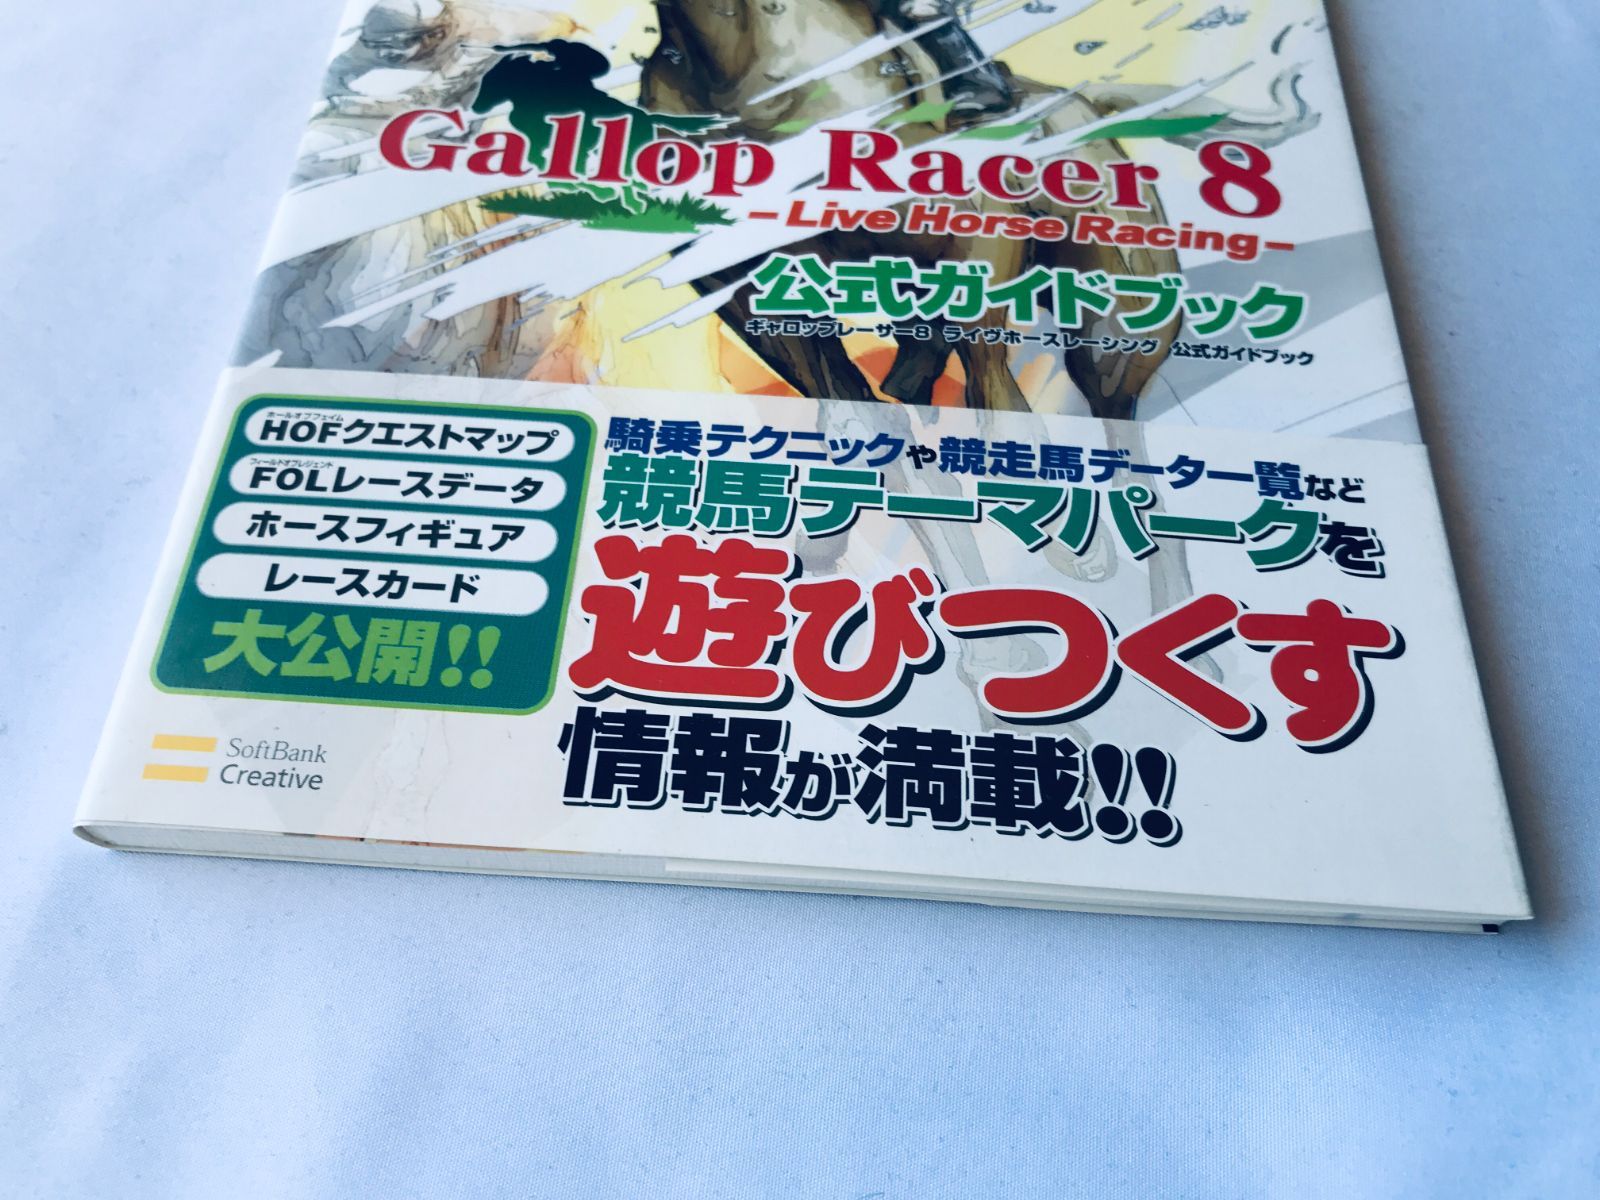 Gallop Racer 8
-Live Horse Racing-
公式ガイドブック
ギャロップレーサー8 ライヴホースレーシング 公式ガイドブック
ホールオブフェイム
HOFクエストマップ
フィールドオブレジェンド
FOLレースデータ
ホースフィギュア
レースカード
大公開!!
騎乗テクニックや競走馬データ一覧など
競馬テーマパークを
遊びつくす
情報が満載!!
SoftBank
Creative